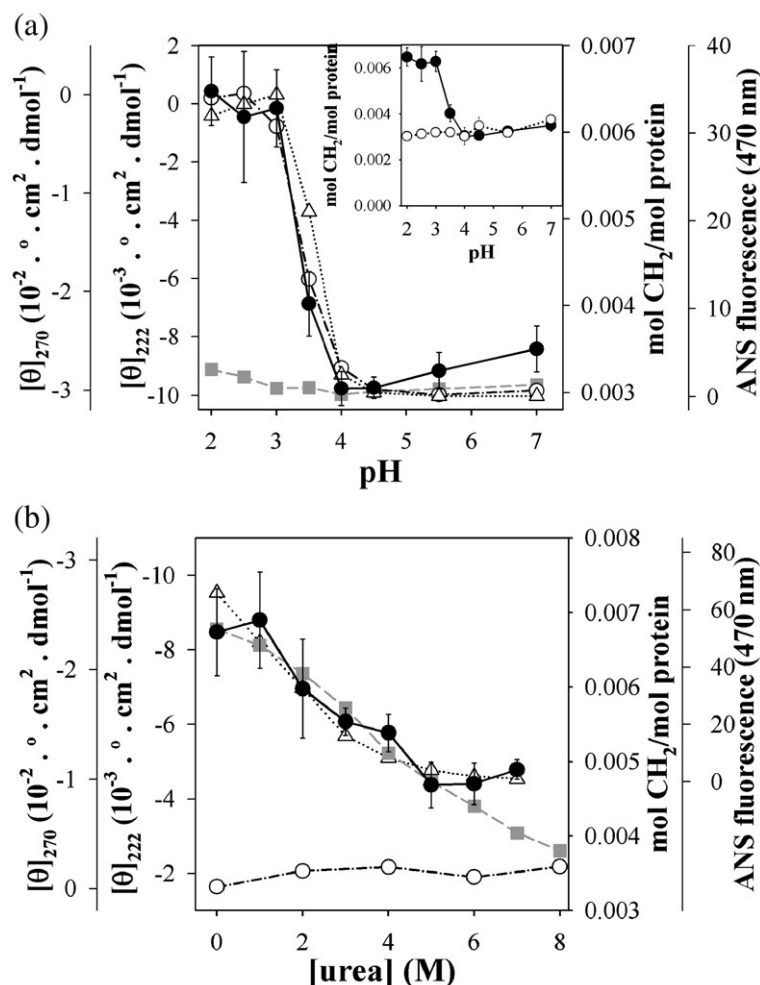 (a)
[θ]270 (10-2 . º . cm2 . dmol-1)
0
-1
-2
-3
[θ]222 (10-3 . º . cm2 . dmol-1)
2
0
-2
-4
-6
-8
-10
mol CH2/mol protein
0.006
0.004
0.002
0.000
2 3 4 5 6 7
pH
0.007
0.006
0.005
0.004
0.003
mol CH2/mol protein
40
30
20
10
0
ANS fluorescence (470 nm)
2 3 4 5 6 7
pH
(b)
[θ]270 (10-2 . º . cm2 . dmol-1)
-3
-2
-1
0
[θ]222 (10-3 . º . cm2 . dmol-1)
-10
-8
-6
-4
-2
0.008
0.007
0.006
0.005
0.004
0.003
mol CH2/mol protein
80
60
40
20
0
ANS fluorescence (470 nm)
0 2 4 6 8
[urea] (M)